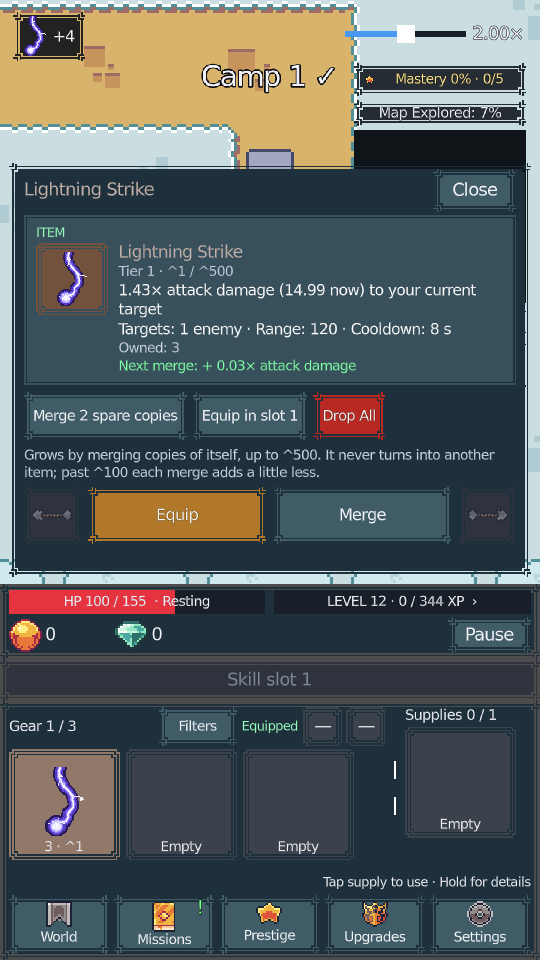 +4
2.00x
Camp 1 ✓
Mastery 0% · 0/5
Map Explored: 7%
Lightning Strike
Close
ITEM
Lightning Strike
Tier 1 · ^1 / ^500
1.43× attack damage (14.99 now) to your current
target
Targets: 1 enemy · Range: 120 · Cooldown: 8 s
Owned: 3
Next merge: + 0.03× attack damage
Merge 2 spare copies
Equip in slot 1
Drop All
Grows by merging copies of itself, up to ^500. It never turns into another
item; past ^100 each merge adds a little less.
Equip
Merge
HP 100 / 155 · Resting
LEVEL 12 · 0 / 344 XP ›
0
0
Pause
Skill slot 1
Gear 1 / 3
Filters
Equipped
—
—
Supplies 0 / 1
3 · ^1
Empty
Empty
Empty
Tap supply to use · Hold for details
World
Missions
!
Prestige
Upgrades
Settings